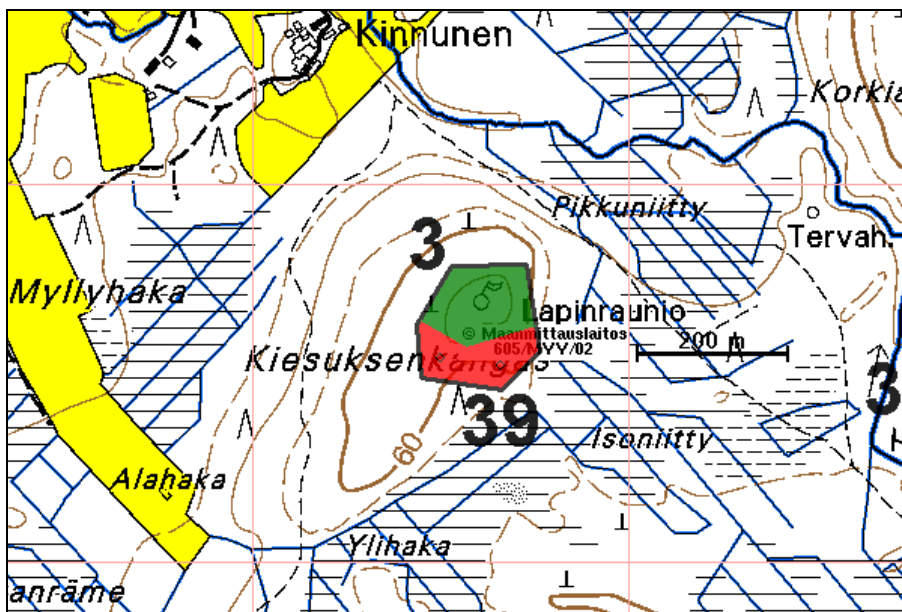 Kinnunen
Korkia
Pikkuniitty
3
Tervah.
Myllyhaka
Lapinraunio
© Maanmittauslaitos
605/MYY/02
200 m
Kiesuksenkangas
3
39
60
Isoniitty
H
Alahaka
Ylihaka
anräme